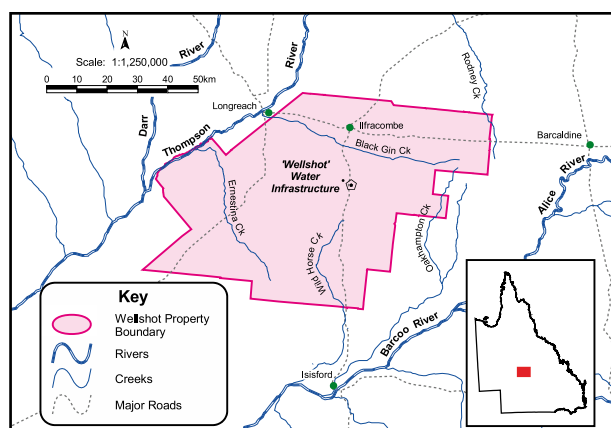 N
Scale: 1:1,250,000
0 10 20 30 40 50km
River
River
Darr
Thompson
Longreach
Ilfracombe
Rodney Ck
Barcaldine
Black Gin Ck
'Wellshot'
Water
Infrastructure
Alice River
Ernestina Ck
Wild Horse Ck
Oakhampton Ck
Barcoo River
Isisford
Key
Wellshot Property
Boundary
Rivers
Creeks
Major Roads